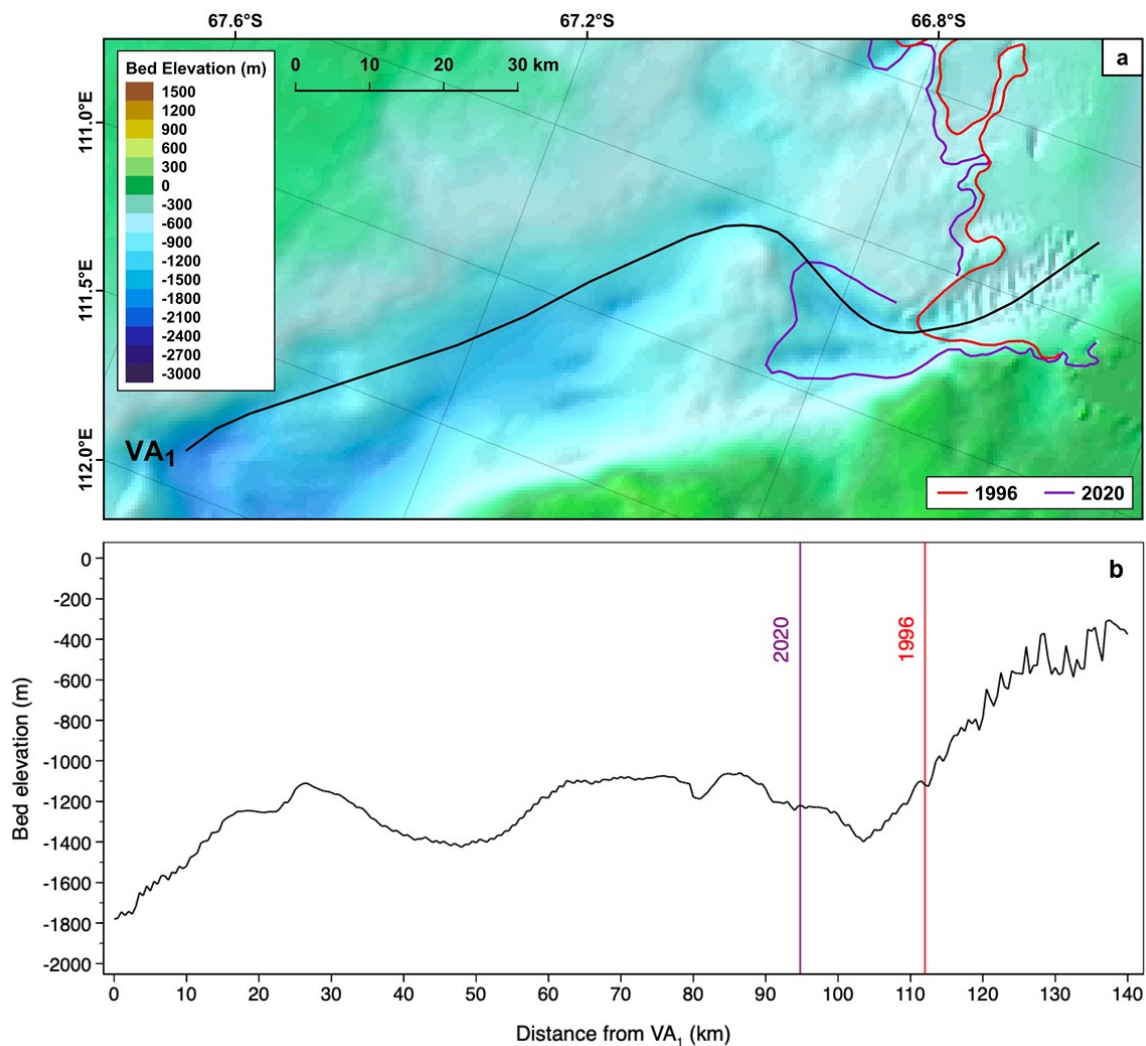 67.6°S 67.2°S 66.8°S
a
Bed Elevation (m)
1500
1200
900
600
300
0
-300
-600
-900
-1200
-1500
-1800
-2100
-2400
-2700
-3000
0 10 20 30 km
111.0°E
111.5°E
112.0°E
VA1
1996 2020
b
Bed elevation (m)
0
-200
-400
-600
-800
-1000
-1200
-1400
-1600
-1800
-2000
2020
1996
0 10 20 30 40 50 60 70 80 90 100 110 120 130 140
Distance from VA1 (km)